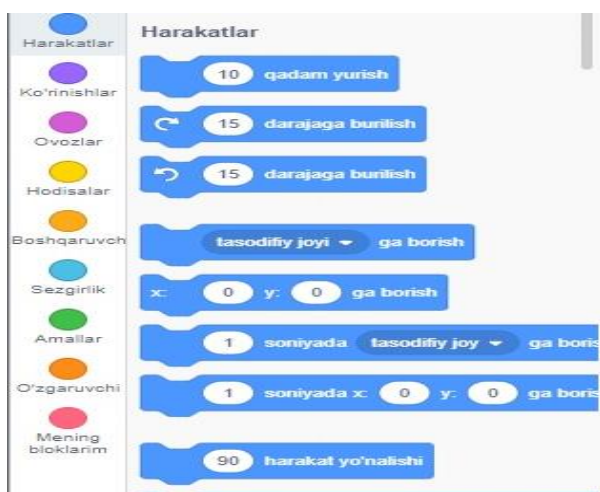 Harakatlar
Ko'rinishlar
Ovozlar
Hodisalar
Boshqaruvch
Sezgirlik
Amallar
O'zgaruvchi
Mening
bloklarim
Harakatlar
10 qadam yurish
15 darajaga burilish
15 darajaga burilish
tasodifiy joyi ga borish
x: 0 y: 0 ga borish
1 soniyada tasodifiy joy ga boris
1 soniyada x: 0 y: 0 ga boris
90 harakat yo'nalishi